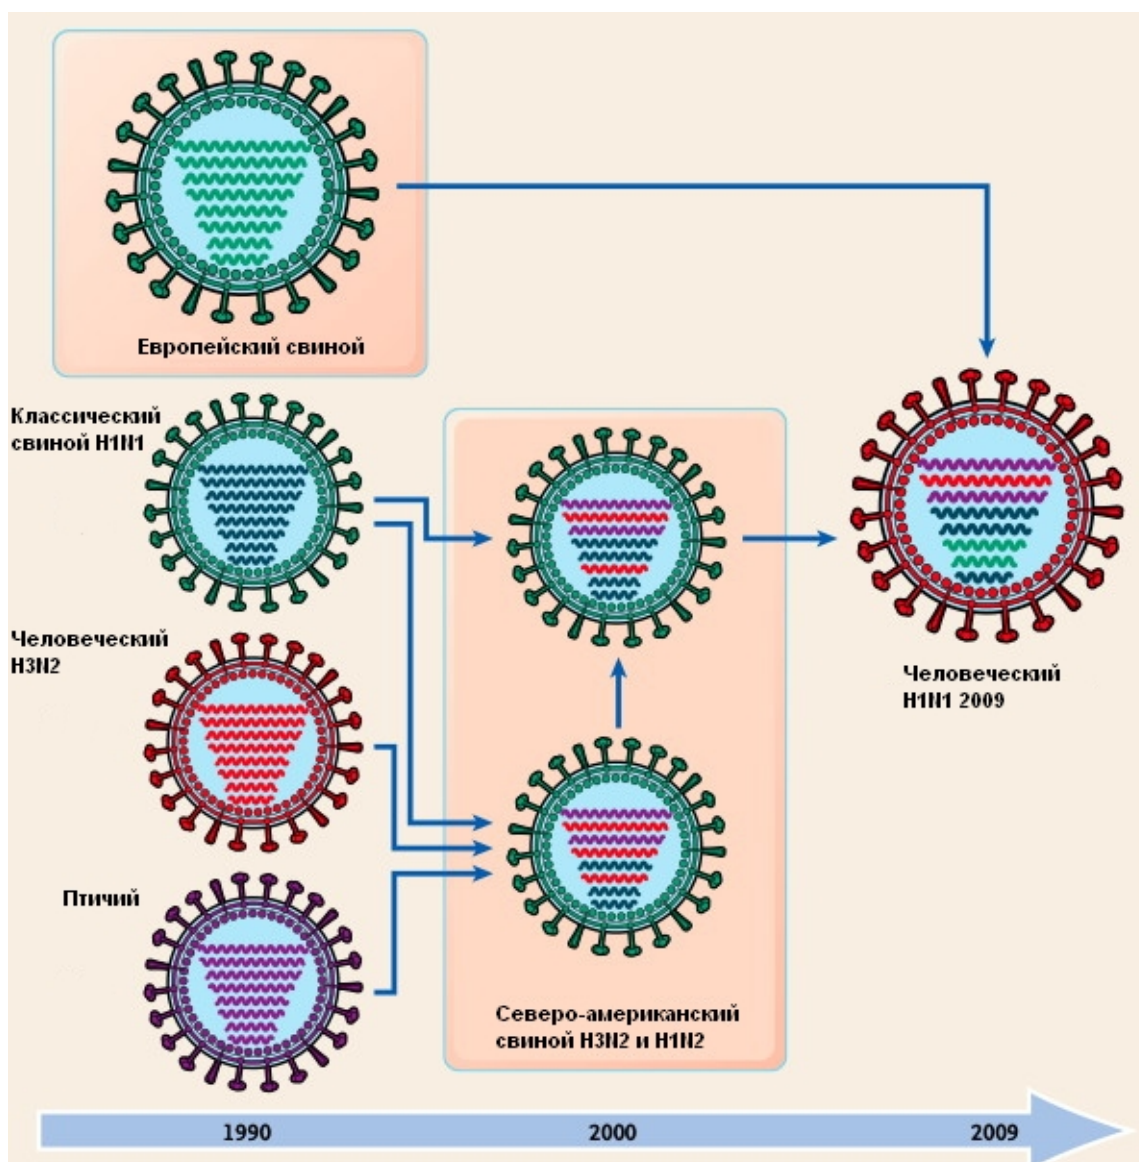 Европейский свиной
Классический
свиной H1N1
Человеческий
H3N2
Человеческий
H1N1 2009
Птичий
Северо-американский
свиной H3N2 и H1N2
1990
2000
2009